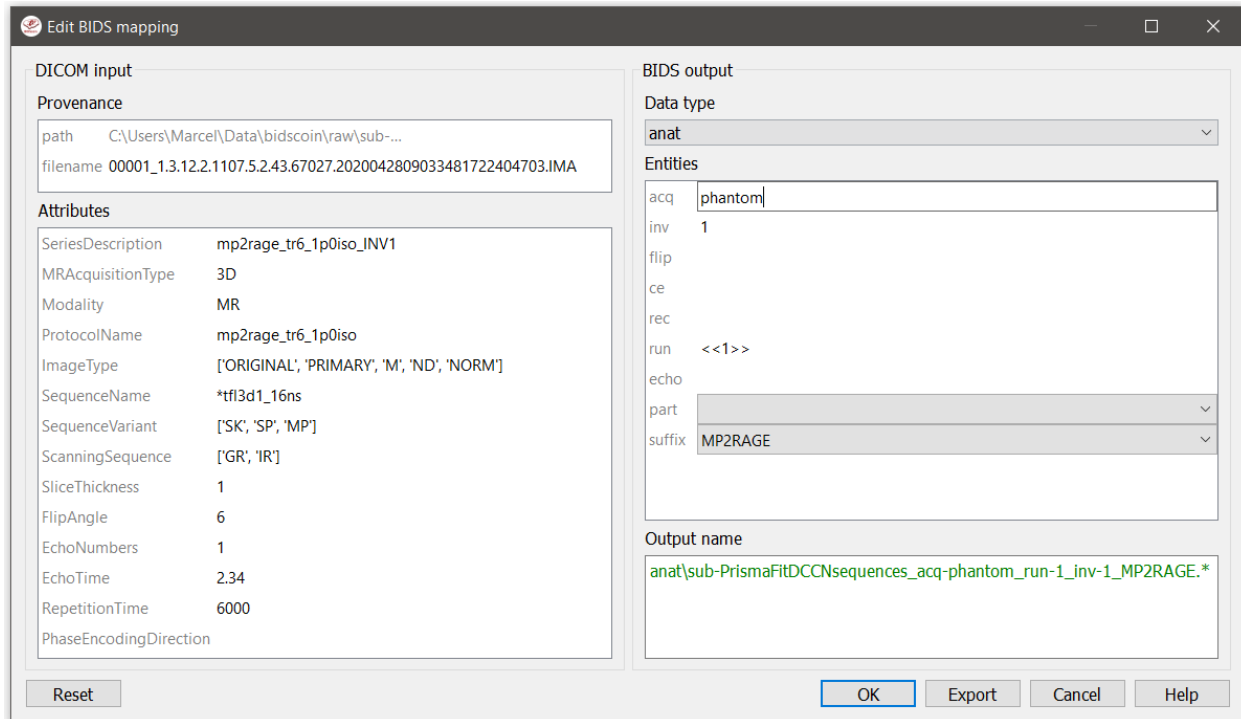 Edit BIDS mapping
DICOM input
Provenance
path C:\Users\Marcel\Data\bidscoin\raw\sub-...
filename 00001_1.3.12.2.1107.5.2.43.67027.2020042809033481722404703.IMA
Attributes
SeriesDescription mp2rage_tr6_1p0iso_INV1
MRAcquisitionType 3D
Modality MR
ProtocolName mp2rage_tr6_1p0iso
ImageType ['ORIGINAL', 'PRIMARY', 'M', 'ND', 'NORM']
SequenceName *tfl3d1_16ns
SequenceVariant ['SK', 'SP', 'MP']
ScanningSequence ['GR', 'IR']
SliceThickness 1
FlipAngle 6
EchoNumbers 1
EchoTime 2.34
RepetitionTime 6000
PhaseEncodingDirection
BIDS output
Data type
anat
Entities
acq phantom
inv 1
flip
ce
rec
run <<1>>
echo
part
suffix MP2RAGE
Output name
anat\sub-PrismaFitDCCNsequences_acq-phantom_run-1_inv-1_MP2RAGE.*
Reset
OK
Export
Cancel
Help